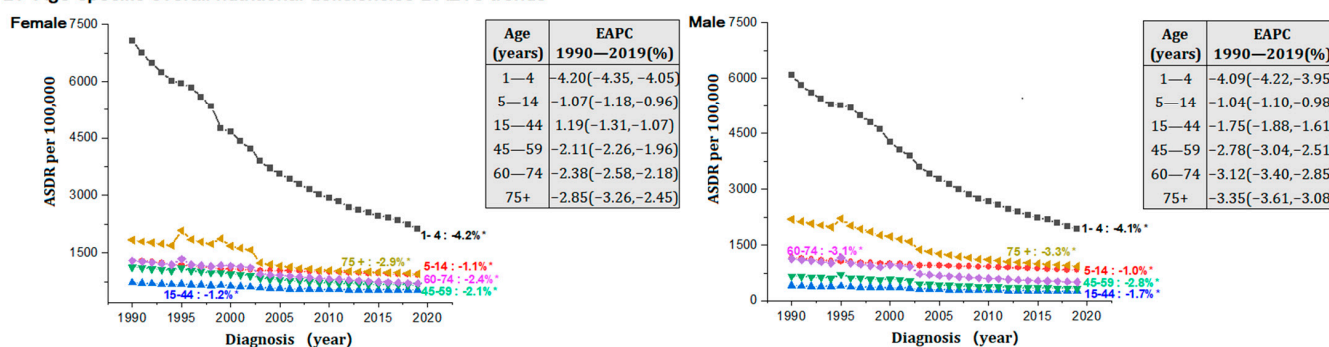 Female
7500
6000
4500
3000
1500
ASDR per 100,000
1990
1995
2000
2005
2010
2015
2020
Diagnosis (year)
1- 4 : -4.2% *
75 + : -2.9% *
5-14 : -1.1% *
60-74 : -2.4% *
45-59 : -2.1% *
15-44 : -1.2% *
Age (years) EAPC 1990—2019(%)
1—4 −4.20(−4.35, −4.05)
5—14 −1.07(−1.18,−0.96)
15—44 1.19(−1.31,−1.07)
45—59 −2.11(−2.26,−1.96)
60—74 −2.38(−2.58,−2.18)
75+ −2.85(−3.26,−2.45)
Male
7500
6000
4500
3000
1500
0
ASDR per 100,000
1990
1995
2000
2005
2010
2015
2020
Diagnosis (year)
1- 4 : -4.1% *
60-74 : -3.1% *
75 + : -3.3% *
5-14 : -1.0% *
45-59 : -2.8% *
15-44 : -1.7% *
Age (years) EAPC 1990—2019(%)
1—4 −4.09(−4.22,−3.95
5—14 −1.04(−1.10,−0.98
15—44 −1.75(−1.88,−1.61
45—59 −2.78(−3.04,−2.51
60—74 −3.12(−3.40,−2.85
75+ −3.35(−3.61,−3.08